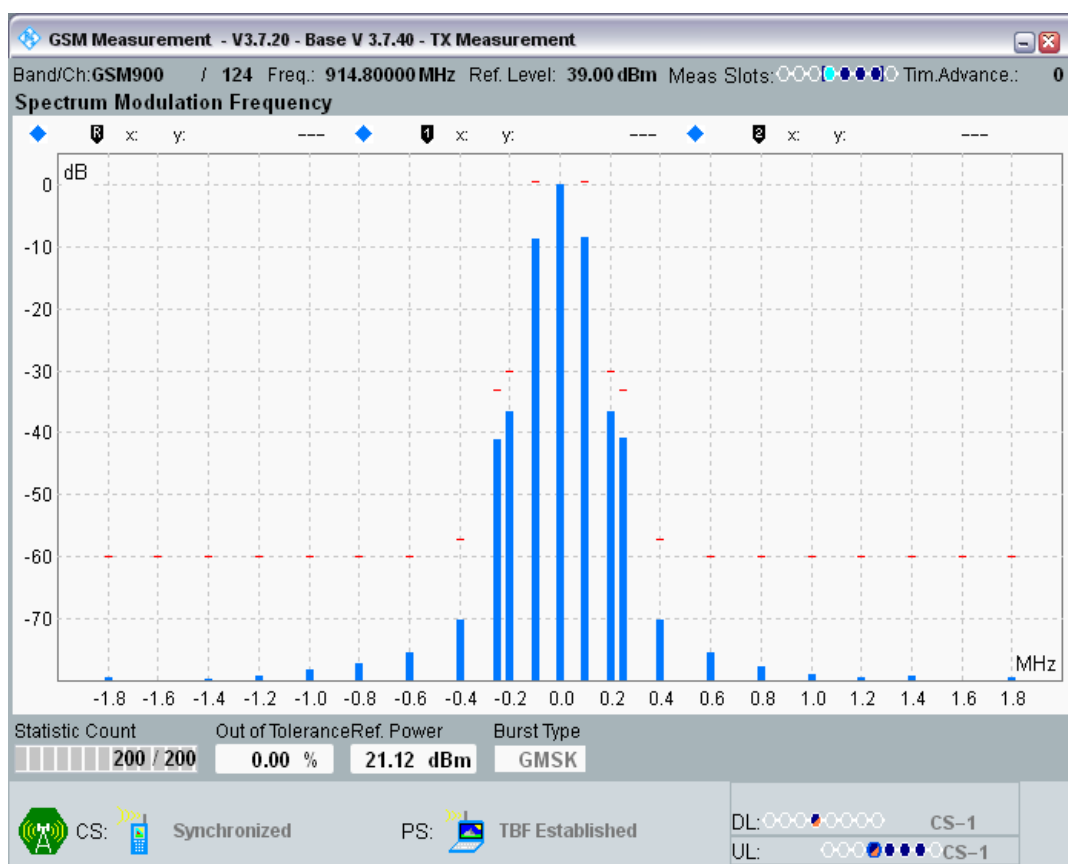 GSM Measurement - V3.7.20 - Base V 3.7.40 - TX Measurement
Band/Ch:GSM900 / 124 Freq.: 914.80000 MHz Ref. Level: 39.00 dBm Meas Slots: Tim.Advance.: 0
Spectrum Modulation Frequency
R x: y: --- 1 x: y: --- 2 x: y: ---
dB
0
-10
-20
-30
-40
-50
-60
-70
MHz
-1.8 -1.6 -1.4 -1.2 -1.0 -0.8 -0.6 -0.4 -0.2 0.0 0.2 0.4 0.6 0.8 1.0 1.2 1.4 1.6 1.8
Statistic Count Out of Tolerance Ref. Power Burst Type
200 / 200 0.00 % 21.12 dBm GMSK
CS: Synchronized PS: TBF Established DL: CS-1
UL: CS-1